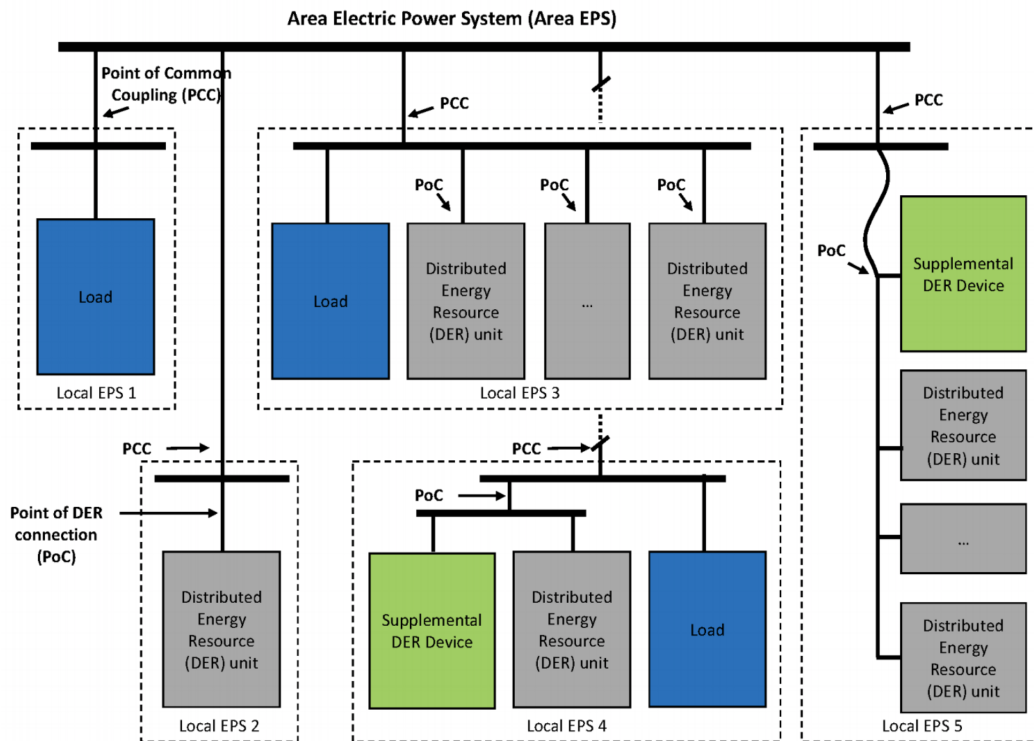 Area Electric Power System (Area EPS)
Point of Common
Coupling (PCC)
PCC
PCC
PoC
PoC
PoC
Load
Local EPS 1
Load
Distributed
Energy
Resource
(DER) unit
...
Distributed
Energy
Resource
(DER) unit
Local EPS 3
PoC
Supplemental
DER Device
Distributed
Energy
Resource
(DER) unit
...
Distributed
Energy
Resource
(DER) unit
Local EPS 5
PCC
Point of DER
connection
(PoC)
Distributed
Energy
Resource
(DER) unit
Local EPS 2
PCC
PoC
Supplemental
DER Device
Distributed
Energy
Resource
(DER) unit
Load
Local EPS 4